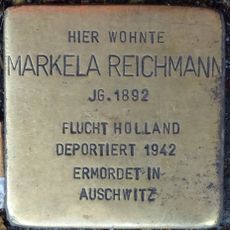 HIER WOHNTE
MARKELA REICHMANN
JG. 1892
FLUCHT HOLLAND
DEPORTIERT 1942
ERMORDET IN
AUSCHWITZ